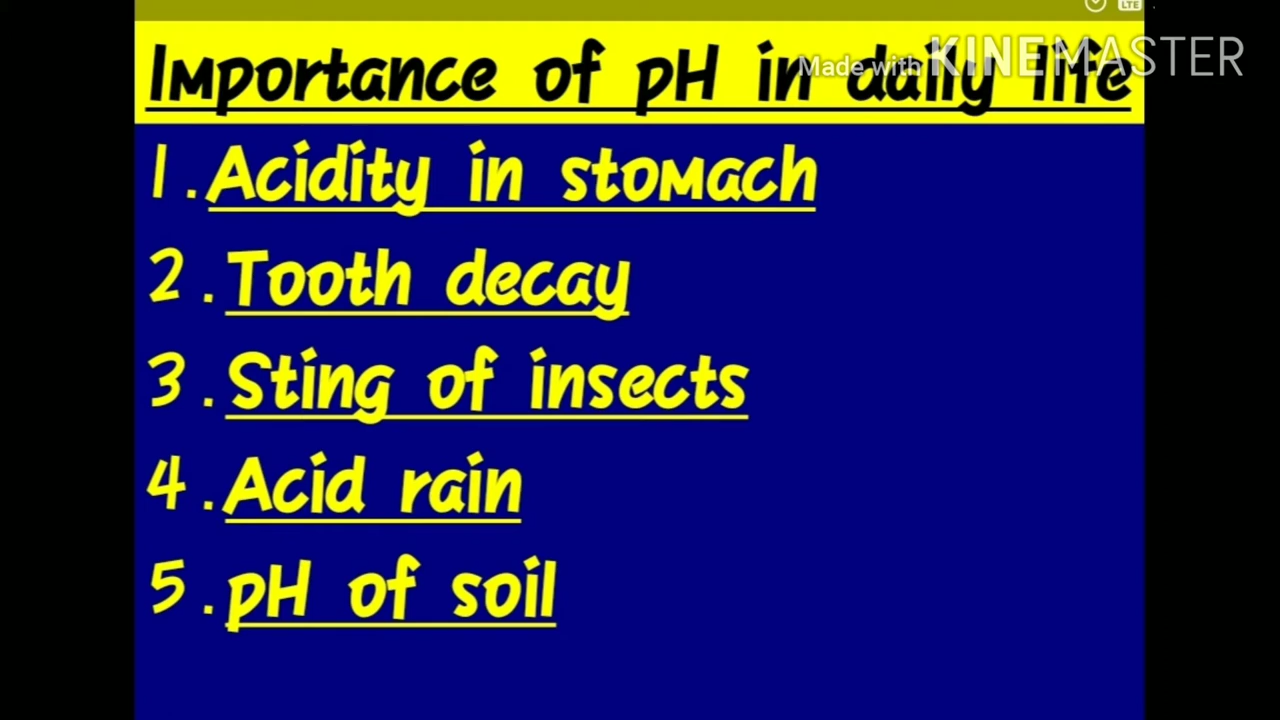 LTE
Made with KINEMASTER
Importance of pH in daily life
1. Acidity in stomach
2. Tooth decay
3. Sting of insects
4. Acid rain
5. pH of soil